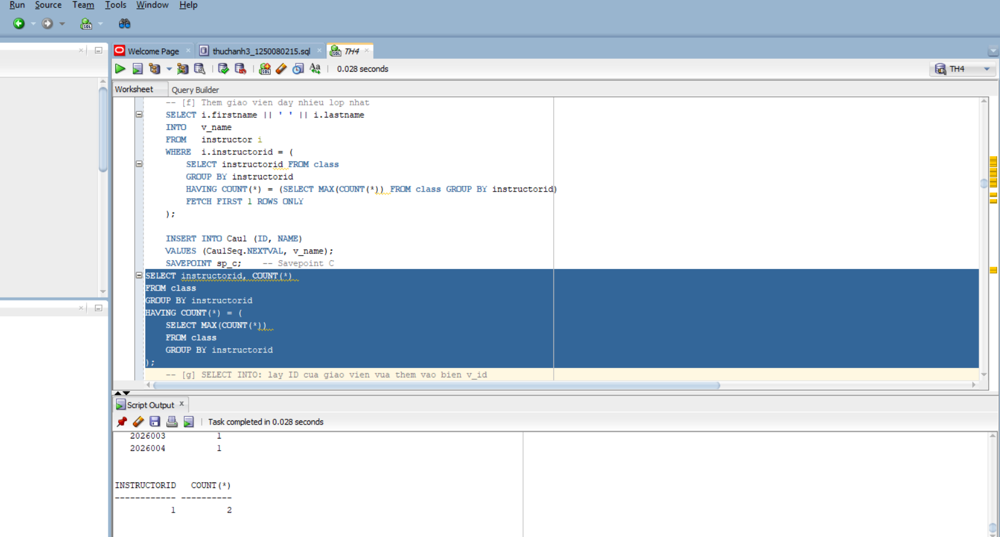 Run Source Team Tools Window Help
Welcome Page thuchanh3_1250080215.sql TH4
0.028 seconds TH4
Worksheet Query Builder
-- [f] Them giao vien day nhieu lop nhat
SELECT i.firstname || ' ' || i.lastname
INTO v_name
FROM instructor i
WHERE i.instructorid = (
SELECT instructorid FROM class
GROUP BY instructorid
HAVING COUNT(*) = (SELECT MAX(COUNT(*)) FROM class GROUP BY instructorid)
FETCH FIRST 1 ROWS ONLY
);
INSERT INTO Cau1 (ID, NAME)
VALUES (Cau1Seq.NEXTVAL, v_name);
SAVEPOINT sp_c; -- Savepoint C
SELECT instructorid, COUNT(*)
FROM class
GROUP BY instructorid
HAVING COUNT(*) = (
SELECT MAX(COUNT(*))
FROM class
GROUP BY instructorid
);
-- [g] SELECT INTO: lay ID cua giao vien vua them vao bien v_id
Script Output x
Task completed in 0.028 seconds
2026003 1
2026004 1
INSTRUCTORID COUNT(*)
------------ ----------
1 2